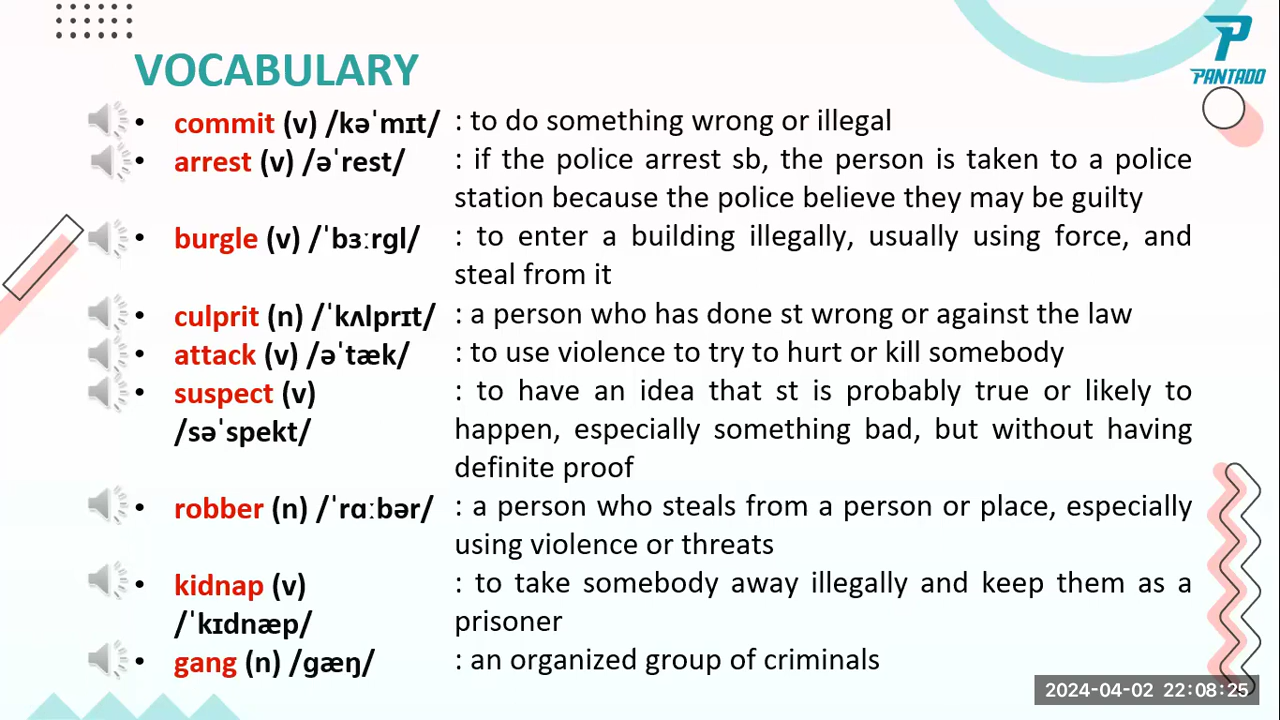 VOCABULARY
PANTADO
• commit (v) /kəˈmɪt/ : to do something wrong or illegal
• arrest (v) /əˈrest/ : if the police arrest sb, the person is taken to a police
station because the police believe they may be guilty
• burgle (v) /ˈbɜːrɡl/ : to enter a building illegally, usually using force, and
steal from it
• culprit (n) /ˈkʌlprɪt/ : a person who has done st wrong or against the law
• attack (v) /əˈtæk/ : to use violence to try to hurt or kill somebody
• suspect (v) : to have an idea that st is probably true or likely to
/səˈspekt/ happen, especially something bad, but without having
definite proof
• robber (n) /ˈrɑːbər/ : a person who steals from a person or place, especially
using violence or threats
• kidnap (v) : to take somebody away illegally and keep them as a
/ˈkɪdnæp/ prisoner
• gang (n) /ɡæŋ/ : an organized group of criminals
2024-04-02 22:08:25